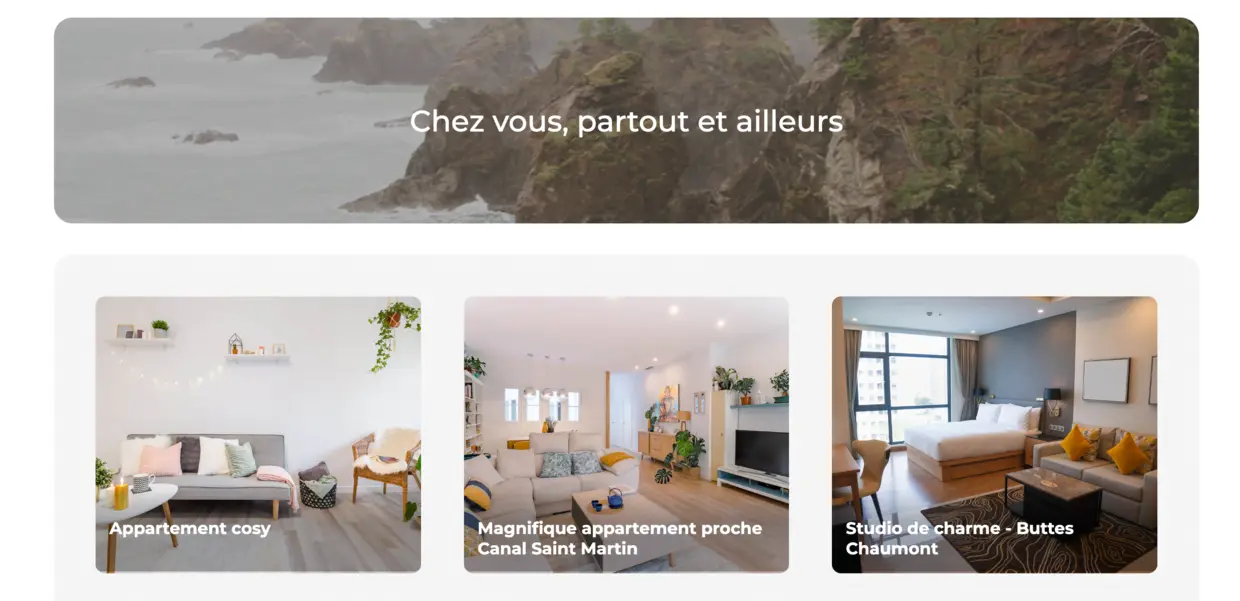 Chez vous, partout et ailleurs
Appartement cosy
Magnifique appartement proche
Canal Saint Martin
Studio de charme - Buttes
Chaumont